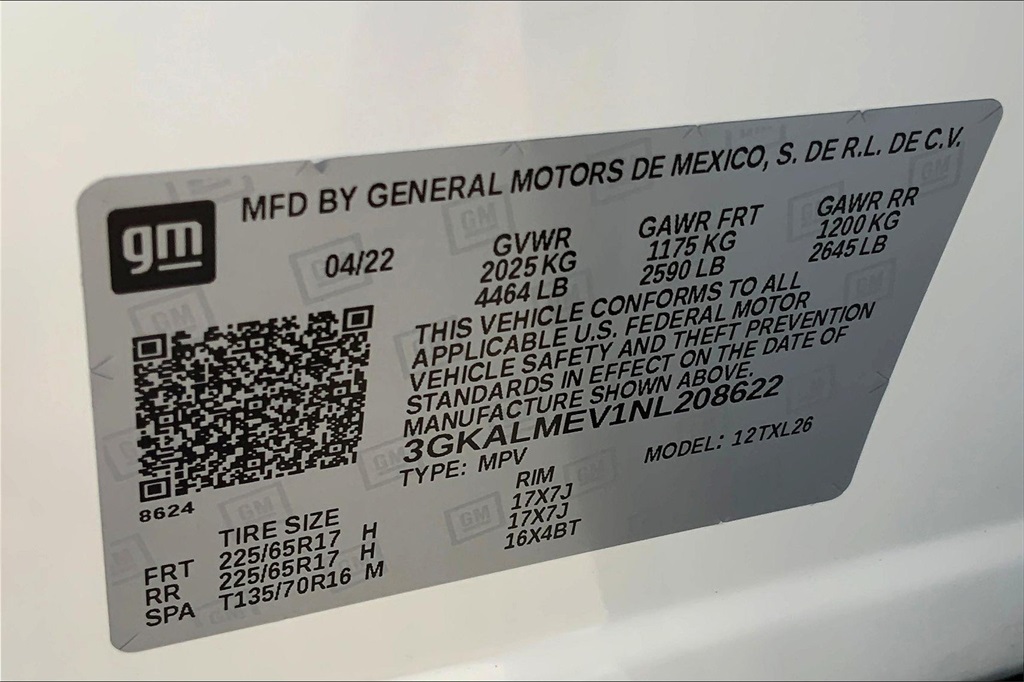 gm
MFD BY GENERAL MOTORS DE MEXICO, S. DE R.L. DE C.V.
04/22
GVWR
2025 KG
4464 LB
GAWR FRT
1175 KG
2590 LB
GAWR RR
1200 KG
2645 LB
THIS VEHICLE CONFORMS TO ALL
APPLICABLE U.S. FEDERAL MOTOR
VEHICLE SAFETY AND THEFT PREVENTION
STANDARDS IN EFFECT ON THE DATE OF
MANUFACTURE SHOWN ABOVE.
3GKALMEV1NL208622
TYPE: MPV MODEL: 12TXL26
8624
TIRE SIZE RIM
FRT 225/65R17 H 17X7J
RR 225/65R17 H 17X7J
SPA T135/70R16 M 16X4BT